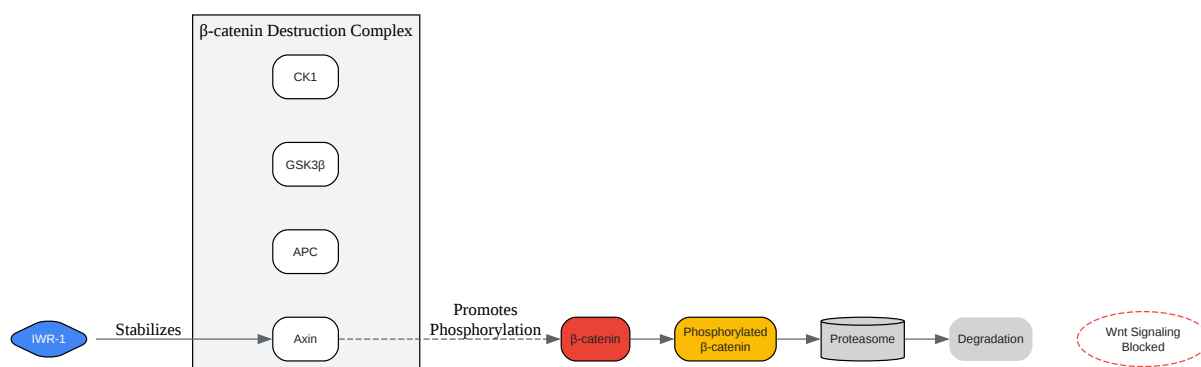 β-catenin Destruction Complex
CK1
GSK3β
APC
IWR-1
Stabilizes
Axin
Promotes
Phosphorylation
β-catenin
Phosphorylated
β-catenin
Proteasome
Degradation
Wnt Signaling
Blocked